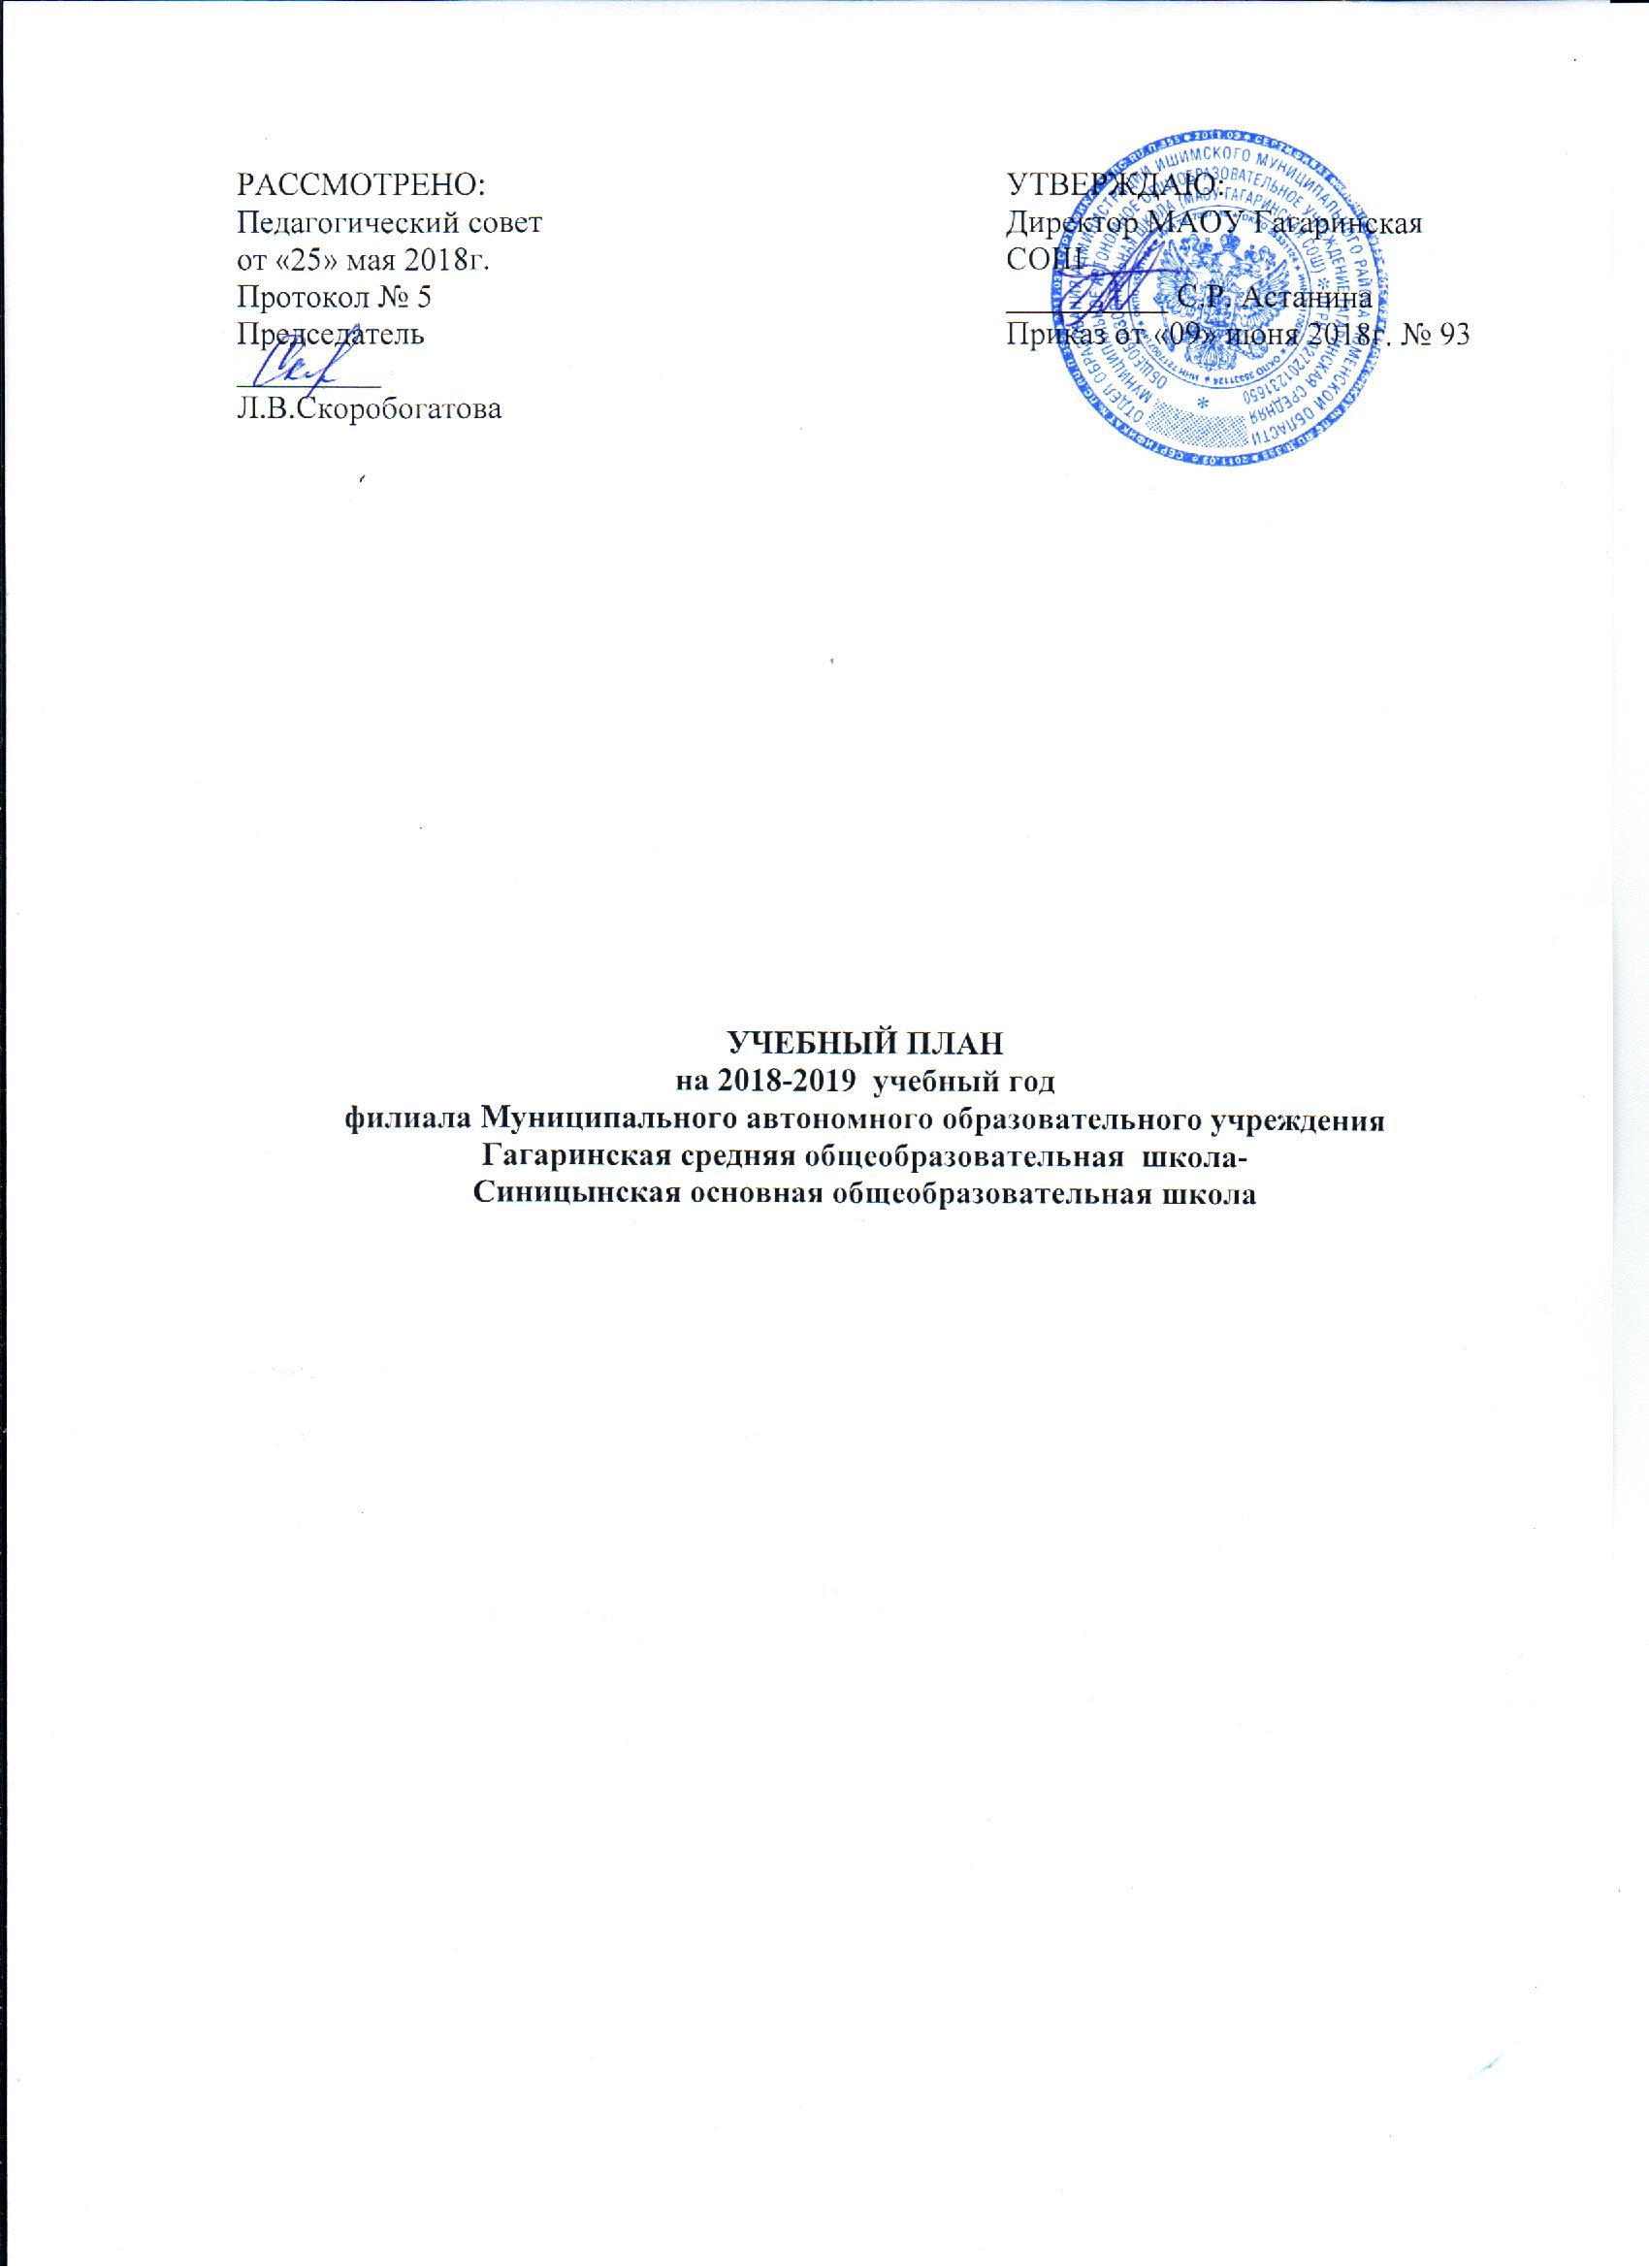 РАССМОТРЕНО:
Педагогический совет
от «25» мая 2018г.
Протокол № 5
Председатель
Л.В.Скоробогатова
УТВЕРЖДАЮ:
Директор МАОУ Гагаринская
СОШ
С.Р. Астанина
Приказ от «09» июня 2018г. № 93
УЧЕБНЫЙ ПЛАН
на 2018-2019 учебный год
филиала Муниципального автономного образовательного учреждения
Гагаринская средняя общеобразовательная школа-
Синицынская основная общеобразовательная школа